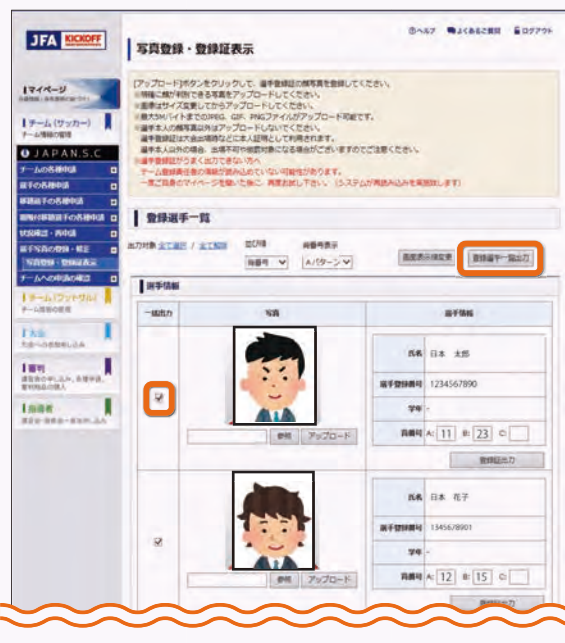 JFA KICKOFF
ヘルプ よくあるご質問 ログアウト
写真登録・登録証表示
マイページ
チーム(サッカー)
チーム情報の管理
JAPAN.S.C
チームの各種申請
選手の各種申請
移籍選手の各種申請
状況確認・再申請
選手写真の登録・補正
写真登録・登録証表示
チームへの申請の確認
チーム(フットサル)
チーム情報の管理
大会
大会への参加申し込み
審判
指導者
[アップロード]ボタンをクリックして、選手登録証の顔写真を登録してください。
※明確に顔が判別できる写真をアップロードしてください。
※画像はサイズ変更してからアップロードしてください。
※最大5Mバイトまでの JPEG、GIF、PNGファイルがアップロード可能です。
※選手本人の顔写真以外はアップロードしないでください。
選手登録証は大会出場時などに本人証明として利用されます。
選手本人以外の場合、出場不可や懲罰対象になる場合がございますのでご注意ください。
※選手登録証がうまく出力できない方へ
チーム登録責任者の情報が読み込めていない可能性があります。
一度ご自身のマイページを開いた後に、再度お試し下さい。(システムが再読み込みを実施致します)
登録選手一覧
出力対象 全て選択 / 全て解除
並び順
背番号
背番号表示
Aパターン
画面表示順変更
登録選手一覧出力
選手情報
一括出力 写真 選手情報
氏名 日本 太郎
選手登録番号 1234567890
学年 -
背番号 A: 11 B: 23 C:
参照 アップロード
登録証出力
氏名 日本 花子
選手登録番号 1345678901
学年 -
背番号 A: 12 B: 15 C:
参照 アップロード
登録証出力